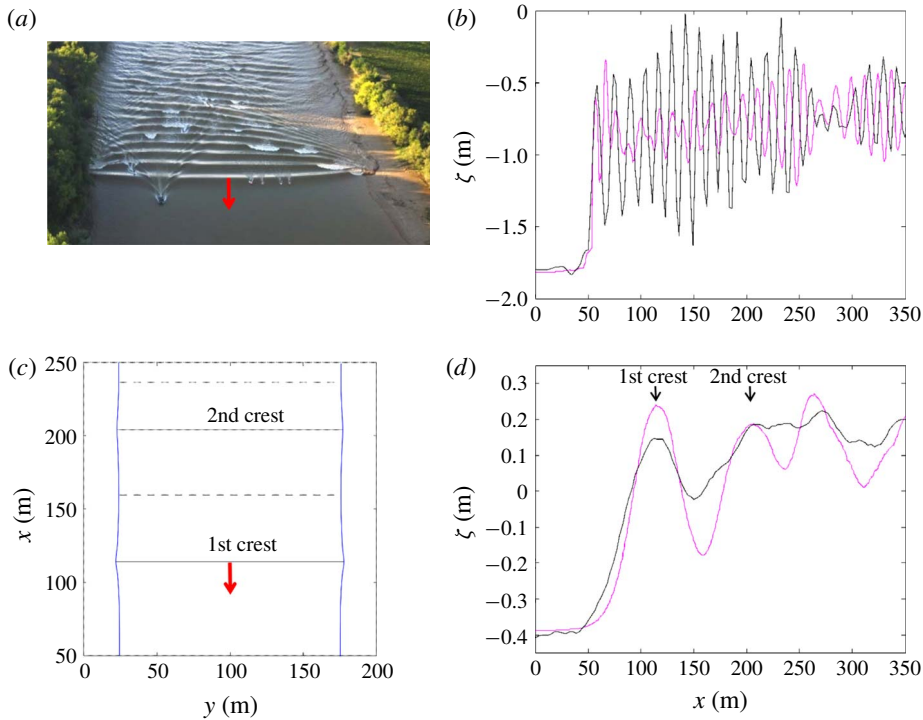 (a)
(b)
0
−0.5
−1.0
−1.5
−2.0
ζ (m)
0 50 100 150 200 250 300 350
(c)
250
200
150
100
50
x (m)
2nd crest
1st crest
0 50 100 150 200
y (m)
(d)
1st crest 2nd crest
0.3
0.2
0.1
0
−0.1
−0.2
−0.3
−0.4
ζ (m)
0 50 100 150 200 250 300 350
x (m)